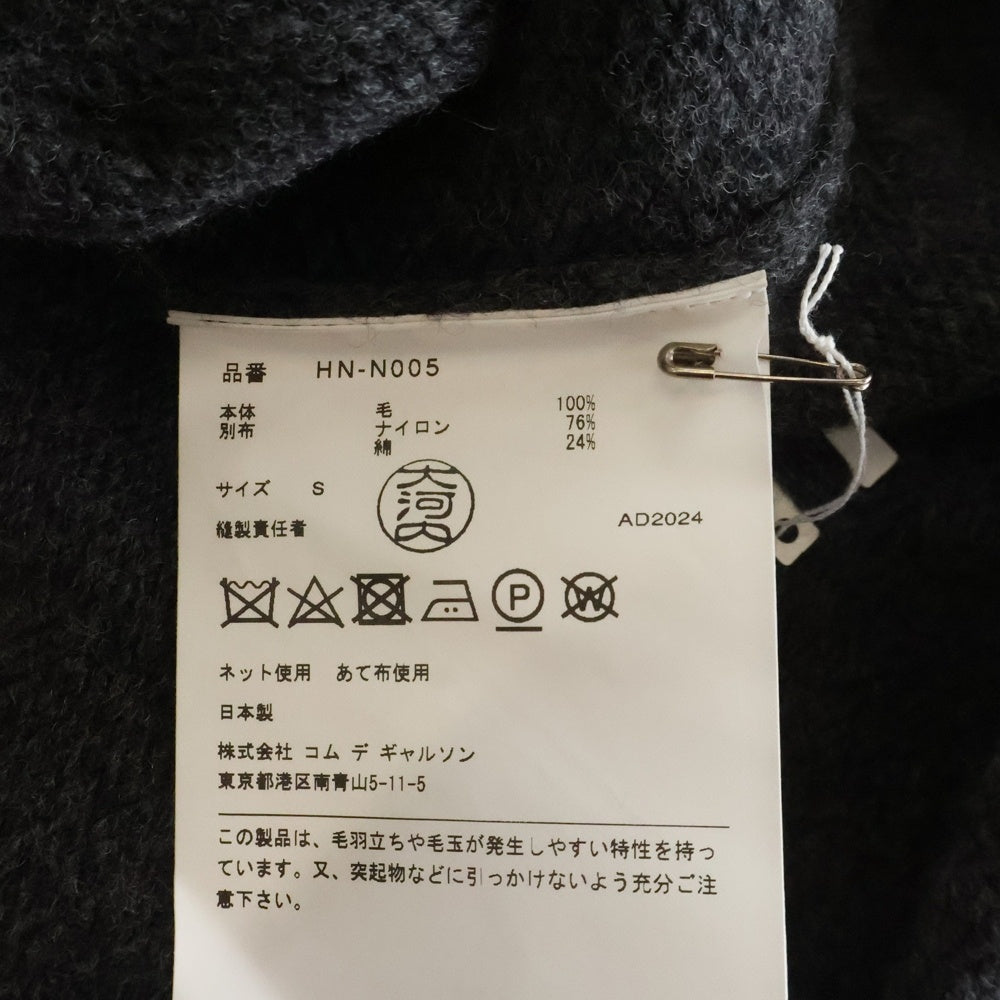 品番 HN-N005
本体 毛 100%
別布 ナイロン 76%
綿 24%
サイズ S
大河内
縫製責任者
AD2024
P W
ネット使用 あて布使用
日本製
株式会社 コム デ ギャルソン
東京都港区南青山5-11-5
この製品は、毛羽立ちや毛玉が発生しやすい特性を持っ
ています。又、突起物などに引っかけないよう充分ご注
意下さい。